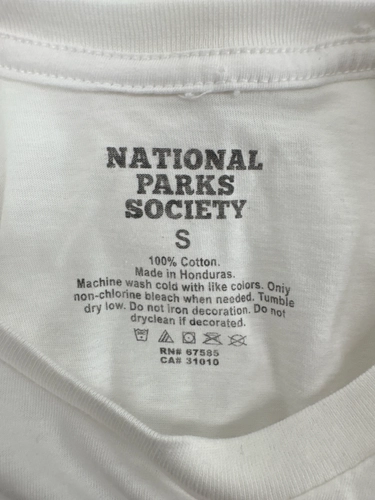 NATIONAL
PARKS
SOCIETY
S
100% Cotton.
Made in Honduras.
Machine wash cold with like colors. Only
non-chlorine bleach when needed. Tumble
dry low. Do not iron decoration. Do not
dryclean if decorated.
RN# 67585
CA# 31010